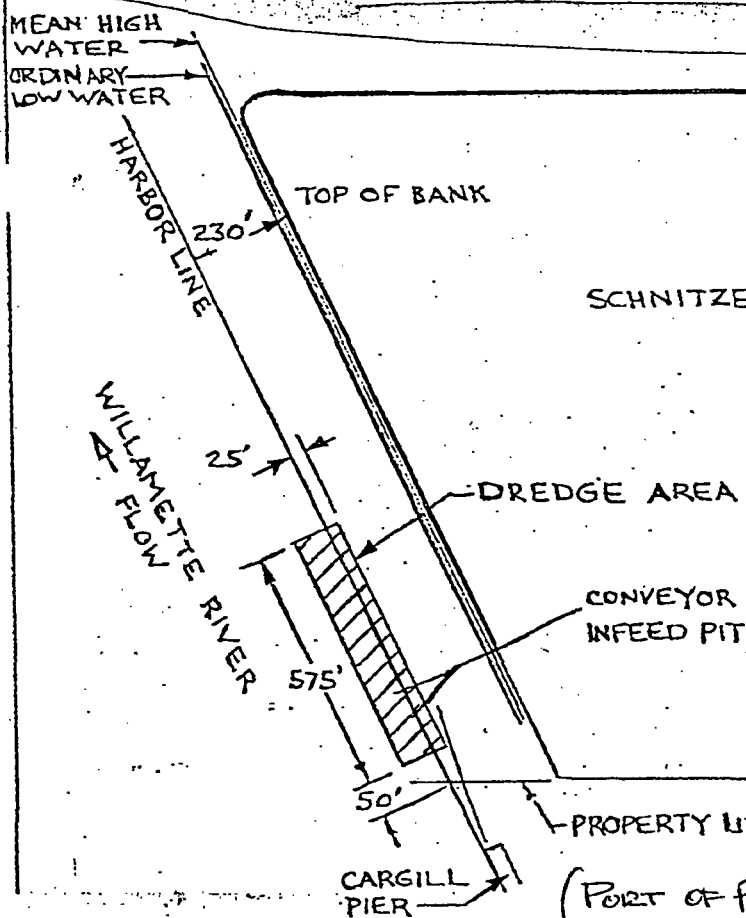 MEAN HIGH
WATER
ORDINARY
LOW WATER
HARBOR LINE
TOP OF BANK
230'
SCHNITZE
WILLAMETTE RIVER
FLOW
25'
DREDGE AREA
CONVEYOR
INFEED PIT
575'
50'
PROPERTY LI
CARGILL
PIER
(PORT OF P